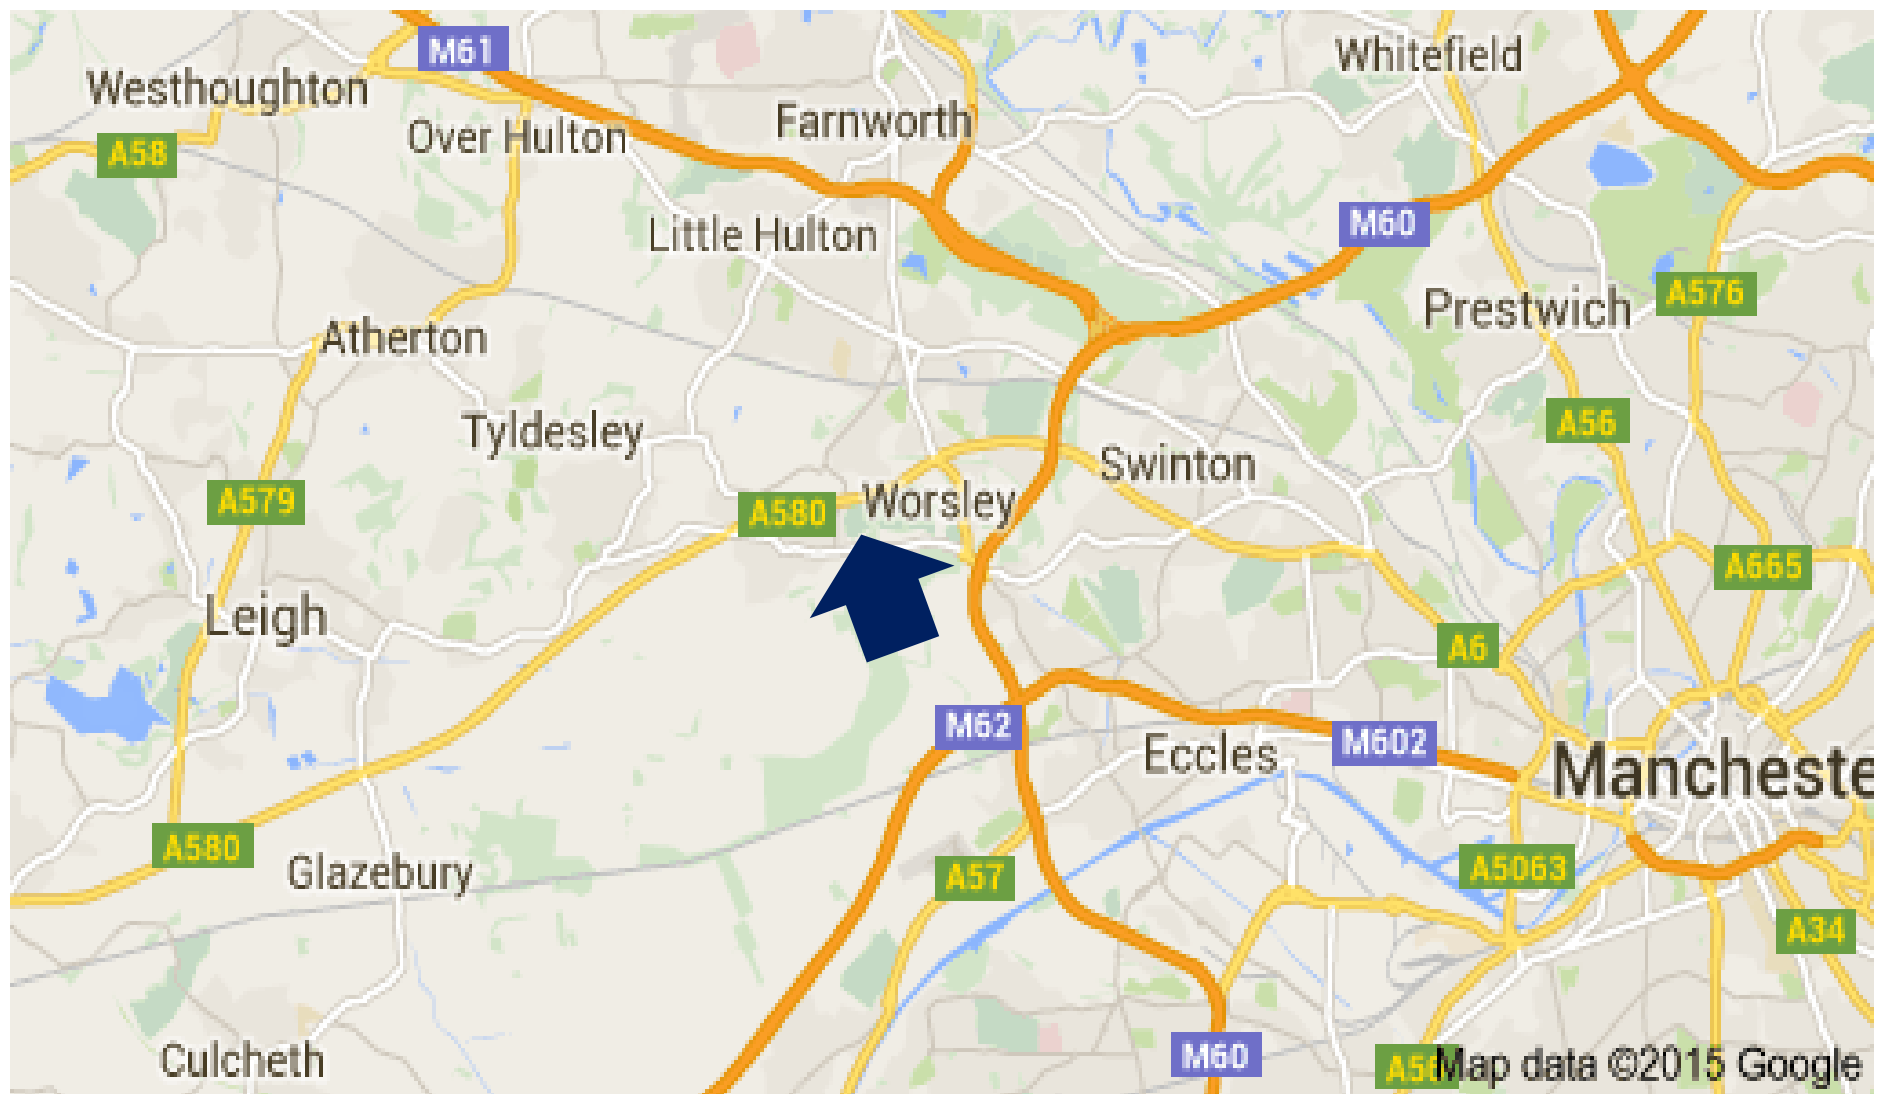 M61
Whitefield
Westhoughton
Farnworth
Over Hulton
A58
M60
Little Hulton
A576
Prestwich
Atherton
A56
Tyldesley
Swinton
A579
A580
Worsley
A665
Leigh
A6
M62
M602
Eccles
Mancheste
A580
A5063
Glazebury
A57
A34
M60
Culcheth
Map data ©2015 Google